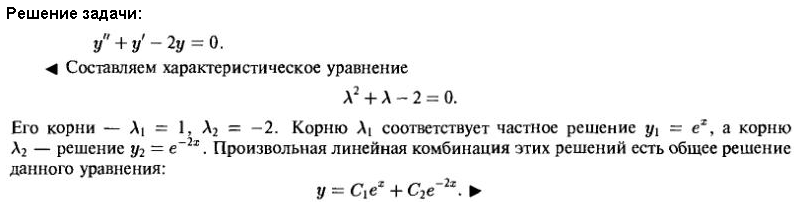 Решение задачи:
y″ + y′ − 2y = 0.
◀ Составляем характеристическое уравнение
λ² + λ − 2 = 0.
Его корни — λ₁ = 1, λ₂ = −2. Корню λ₁ соответствует частное решение y₁ = eˣ, а корню
λ₂ — решение y₂ = e⁻²ˣ. Произвольная линейная комбинация этих решений есть общее решение
данного уравнения:
y = C₁eˣ + C₂e⁻²ˣ. ▶